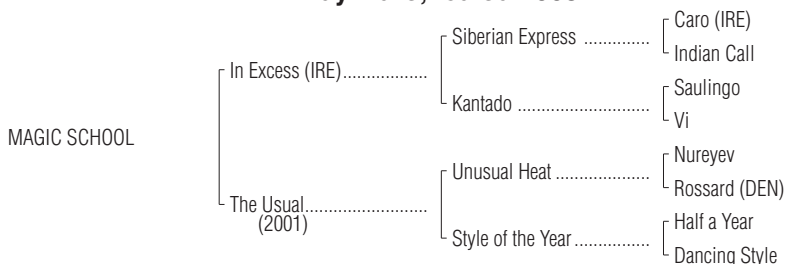 Caro (IRE)
Siberian Express ..............
Indian Call
In Excess (IRE)..................
Saulingo
Kantado ............................
Vi
MAGIC SCHOOL
Nureyev
Unusual Heat ....................
Rossard (DEN)
The Usual..........................
(2001)
Half a Year
Style of the Year ................
Dancing Style